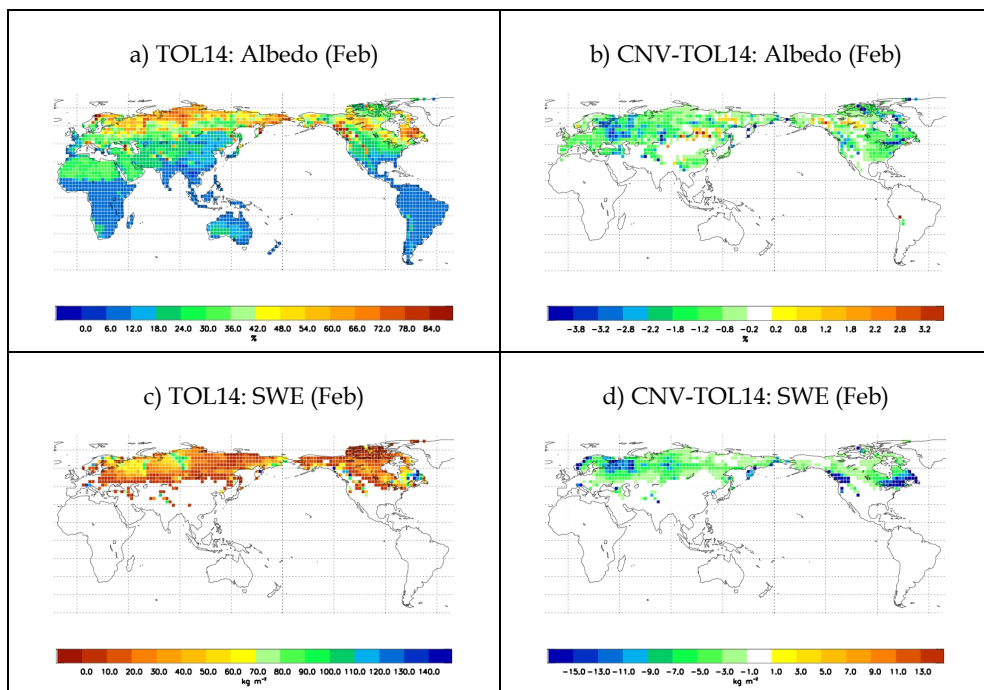 a) TOL14: Albedo (Feb)
b) CNV-TOL14: Albedo (Feb)
0.0 6.0 12.0 18.0 24.0 30.0 36.0 42.0 48.0 54.0 60.0 66.0 72.0 78.0 84.0
%
-3.8 -3.2 -2.8 -2.2 -1.8 -1.2 -0.8 -0.2 0.2 0.8 1.2 1.8 2.2 2.8 3.2
%
c) TOL14: SWE (Feb)
d) CNV-TOL14: SWE (Feb)
0.0 10.0 20.0 30.0 40.0 50.0 60.0 70.0 80.0 90.0 100.0 110.0 120.0 130.0 140.0
kg m⁻²
-15.0 -13.0 -11.0 -9.0 -7.0 -5.0 -3.0 -1.0 1.0 3.0 5.0 7.0 9.0 11.0 13.0
kg m⁻²